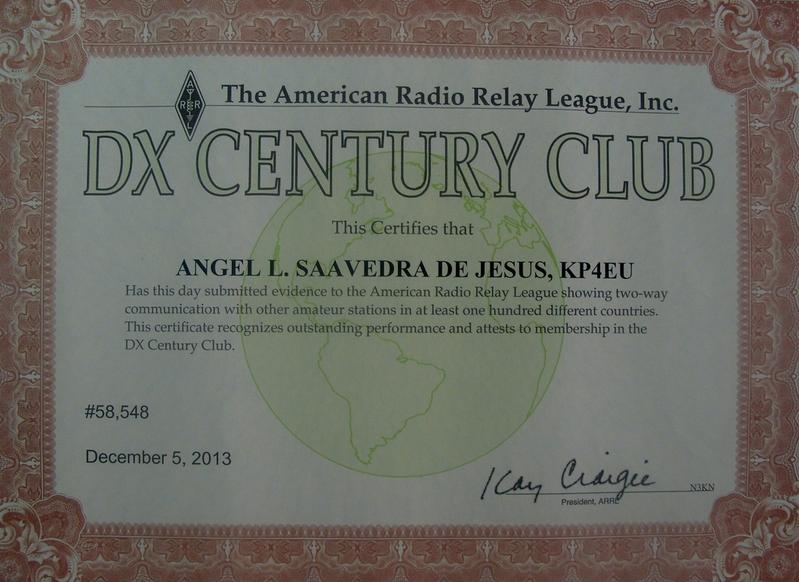 The American Radio Relay League, Inc.
ARRL
DX CENTURY CLUB
This Certifies that
ANGEL L. SAAVEDRA DE JESUS, KP4EU
Has this day submitted evidence to the American Radio Relay League showing two-way
communication with other amateur stations in at least one hundred different countries.
This certificate recognizes outstanding performance and attests to membership in the
DX Century Club.
#58,548
December 5, 2013
Kay Craigie
N3KN
President, ARRL